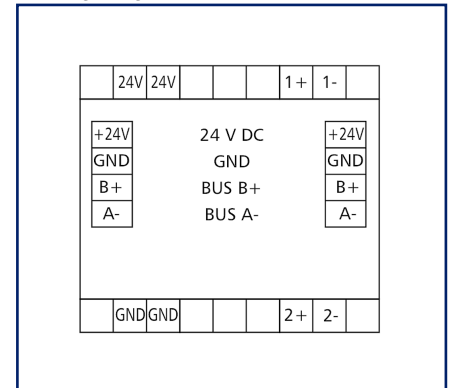 24V 24V 1+ 1-
+24V 24 V DC +24V
GND GND GND
B+ BUS B+ B+
A- BUS A- A-
GND GND 2+ 2-